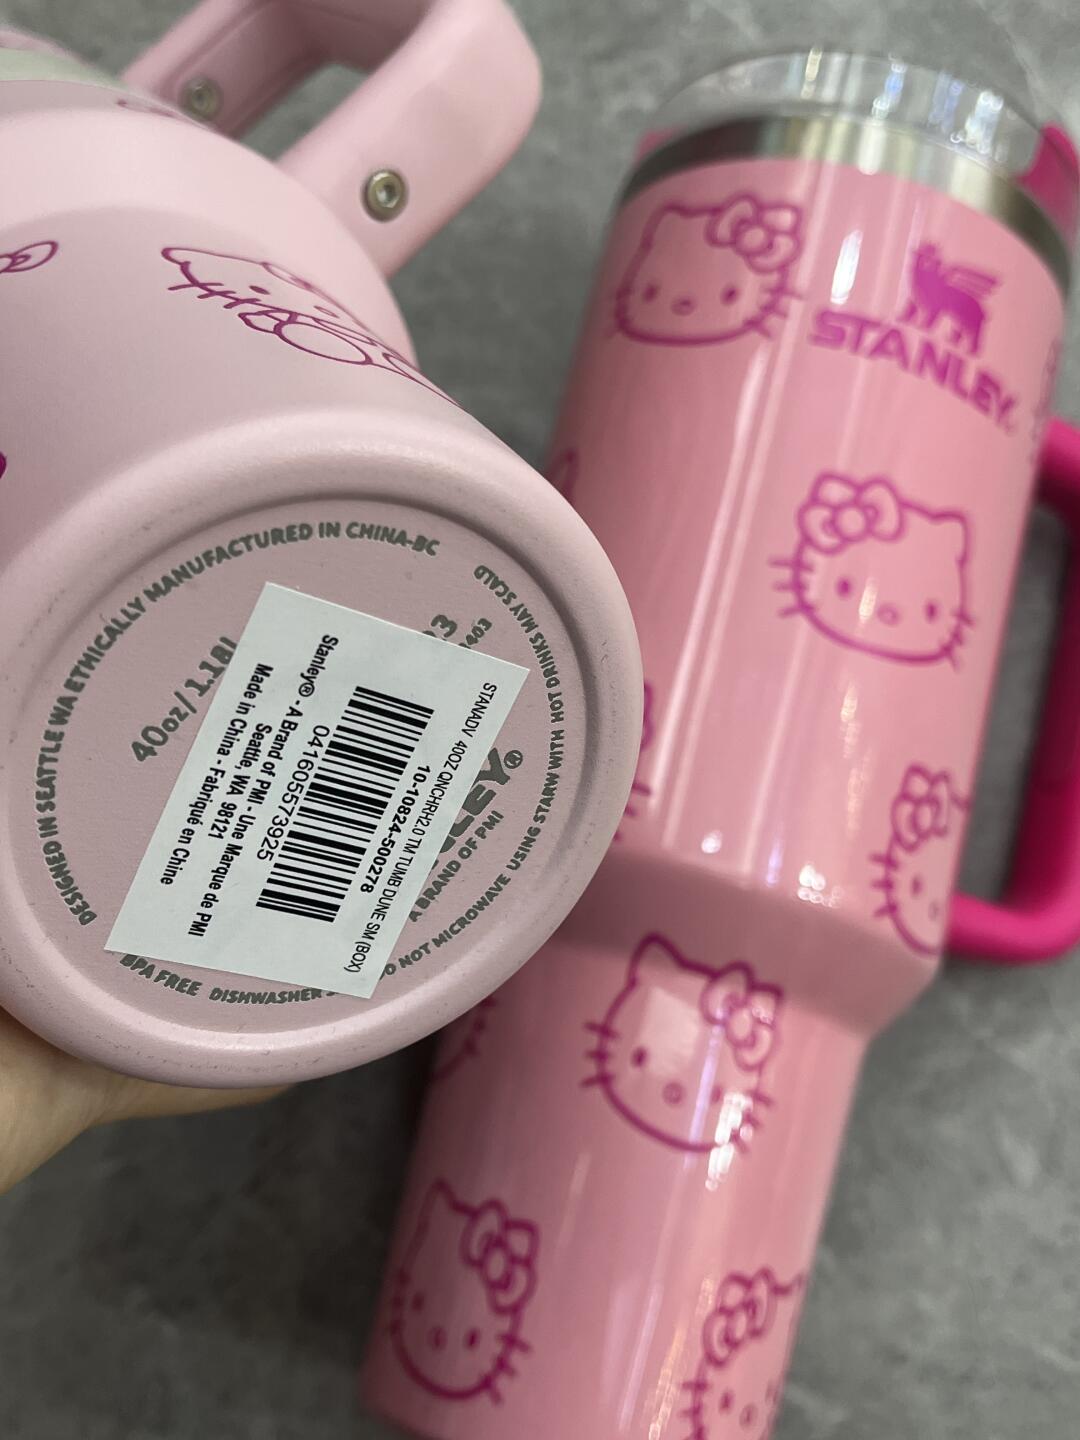 STANLEY®
DESIGNED IN SEATTLE WA ETHICALLY MANUFACTURED IN CHINA-BC
40oz / 1.18l
403
LEY®
A BRAND OF PMI
BPA FREE DISHWASHER
DO NOT MICROWAVE USING STRAW WITH HOT DRINKS MAY SCALD
STANADV 40OZ QNCHRH2.0 TM TUMB DUNE SM (BOX)
10-10824-500278
041605573925
Stanley® - A Brand of PMI - Une Marque de PMI
Seattle, WA 98121
Made in China - Fabriqué en Chine